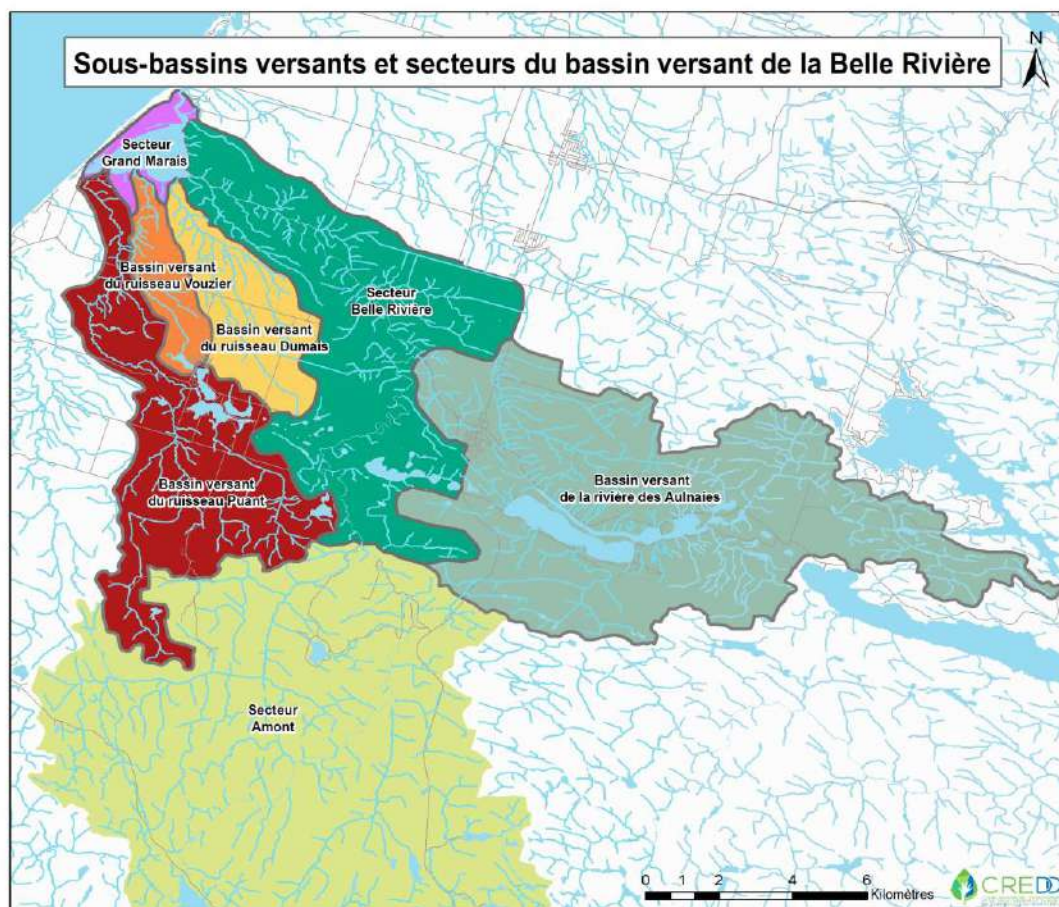 Sous-bassins versants et secteurs du bassin versant de la Belle Rivière
N
Secteur
Grand Marais
Bassin versant
du ruisseau Vouzier
Secteur
Belle Rivière
Bassin versant
du ruisseau Dumais
Bassin versant
du ruisseau Puant
Bassin versant
de la rivière des Aulnaies
Secteur
Amont
0 1 2 4 6
Kilomètres
CREDD